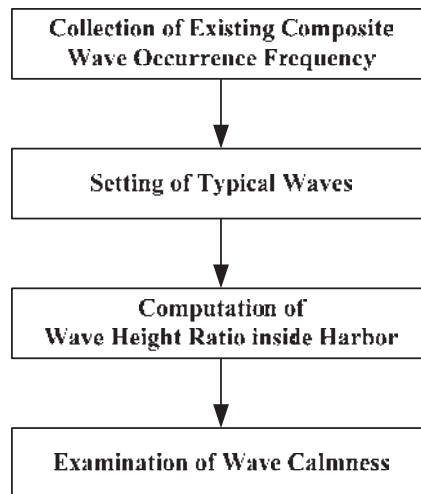 Collection of Existing Composite
Wave Occurrence Frequency
Setting of Typical Waves
Computation of
Wave Height Ratio inside Harbor
Examination of Wave Calmness